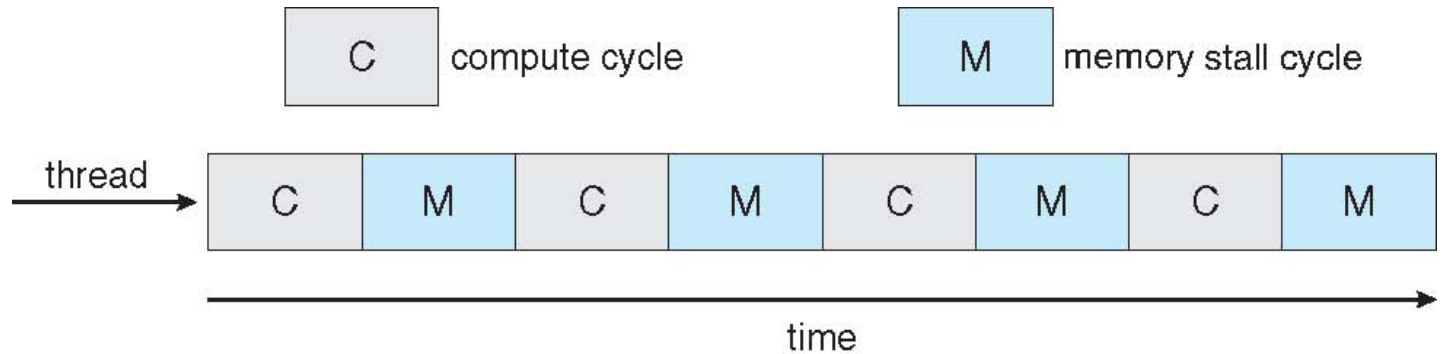 C compute cycle M memory stall cycle
thread
C M C M C M C M
time